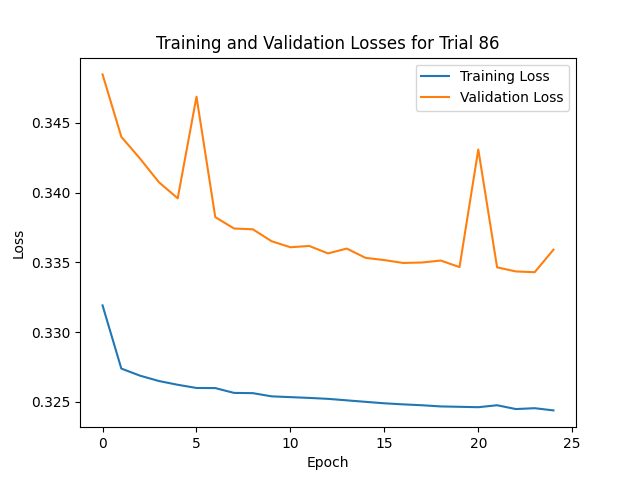 Training and Validation Losses for Trial 86
Training Loss
Validation Loss
0.345
0.340
0.335
0.330
0.325
Loss
0 5 10 15 20 25
Epoch